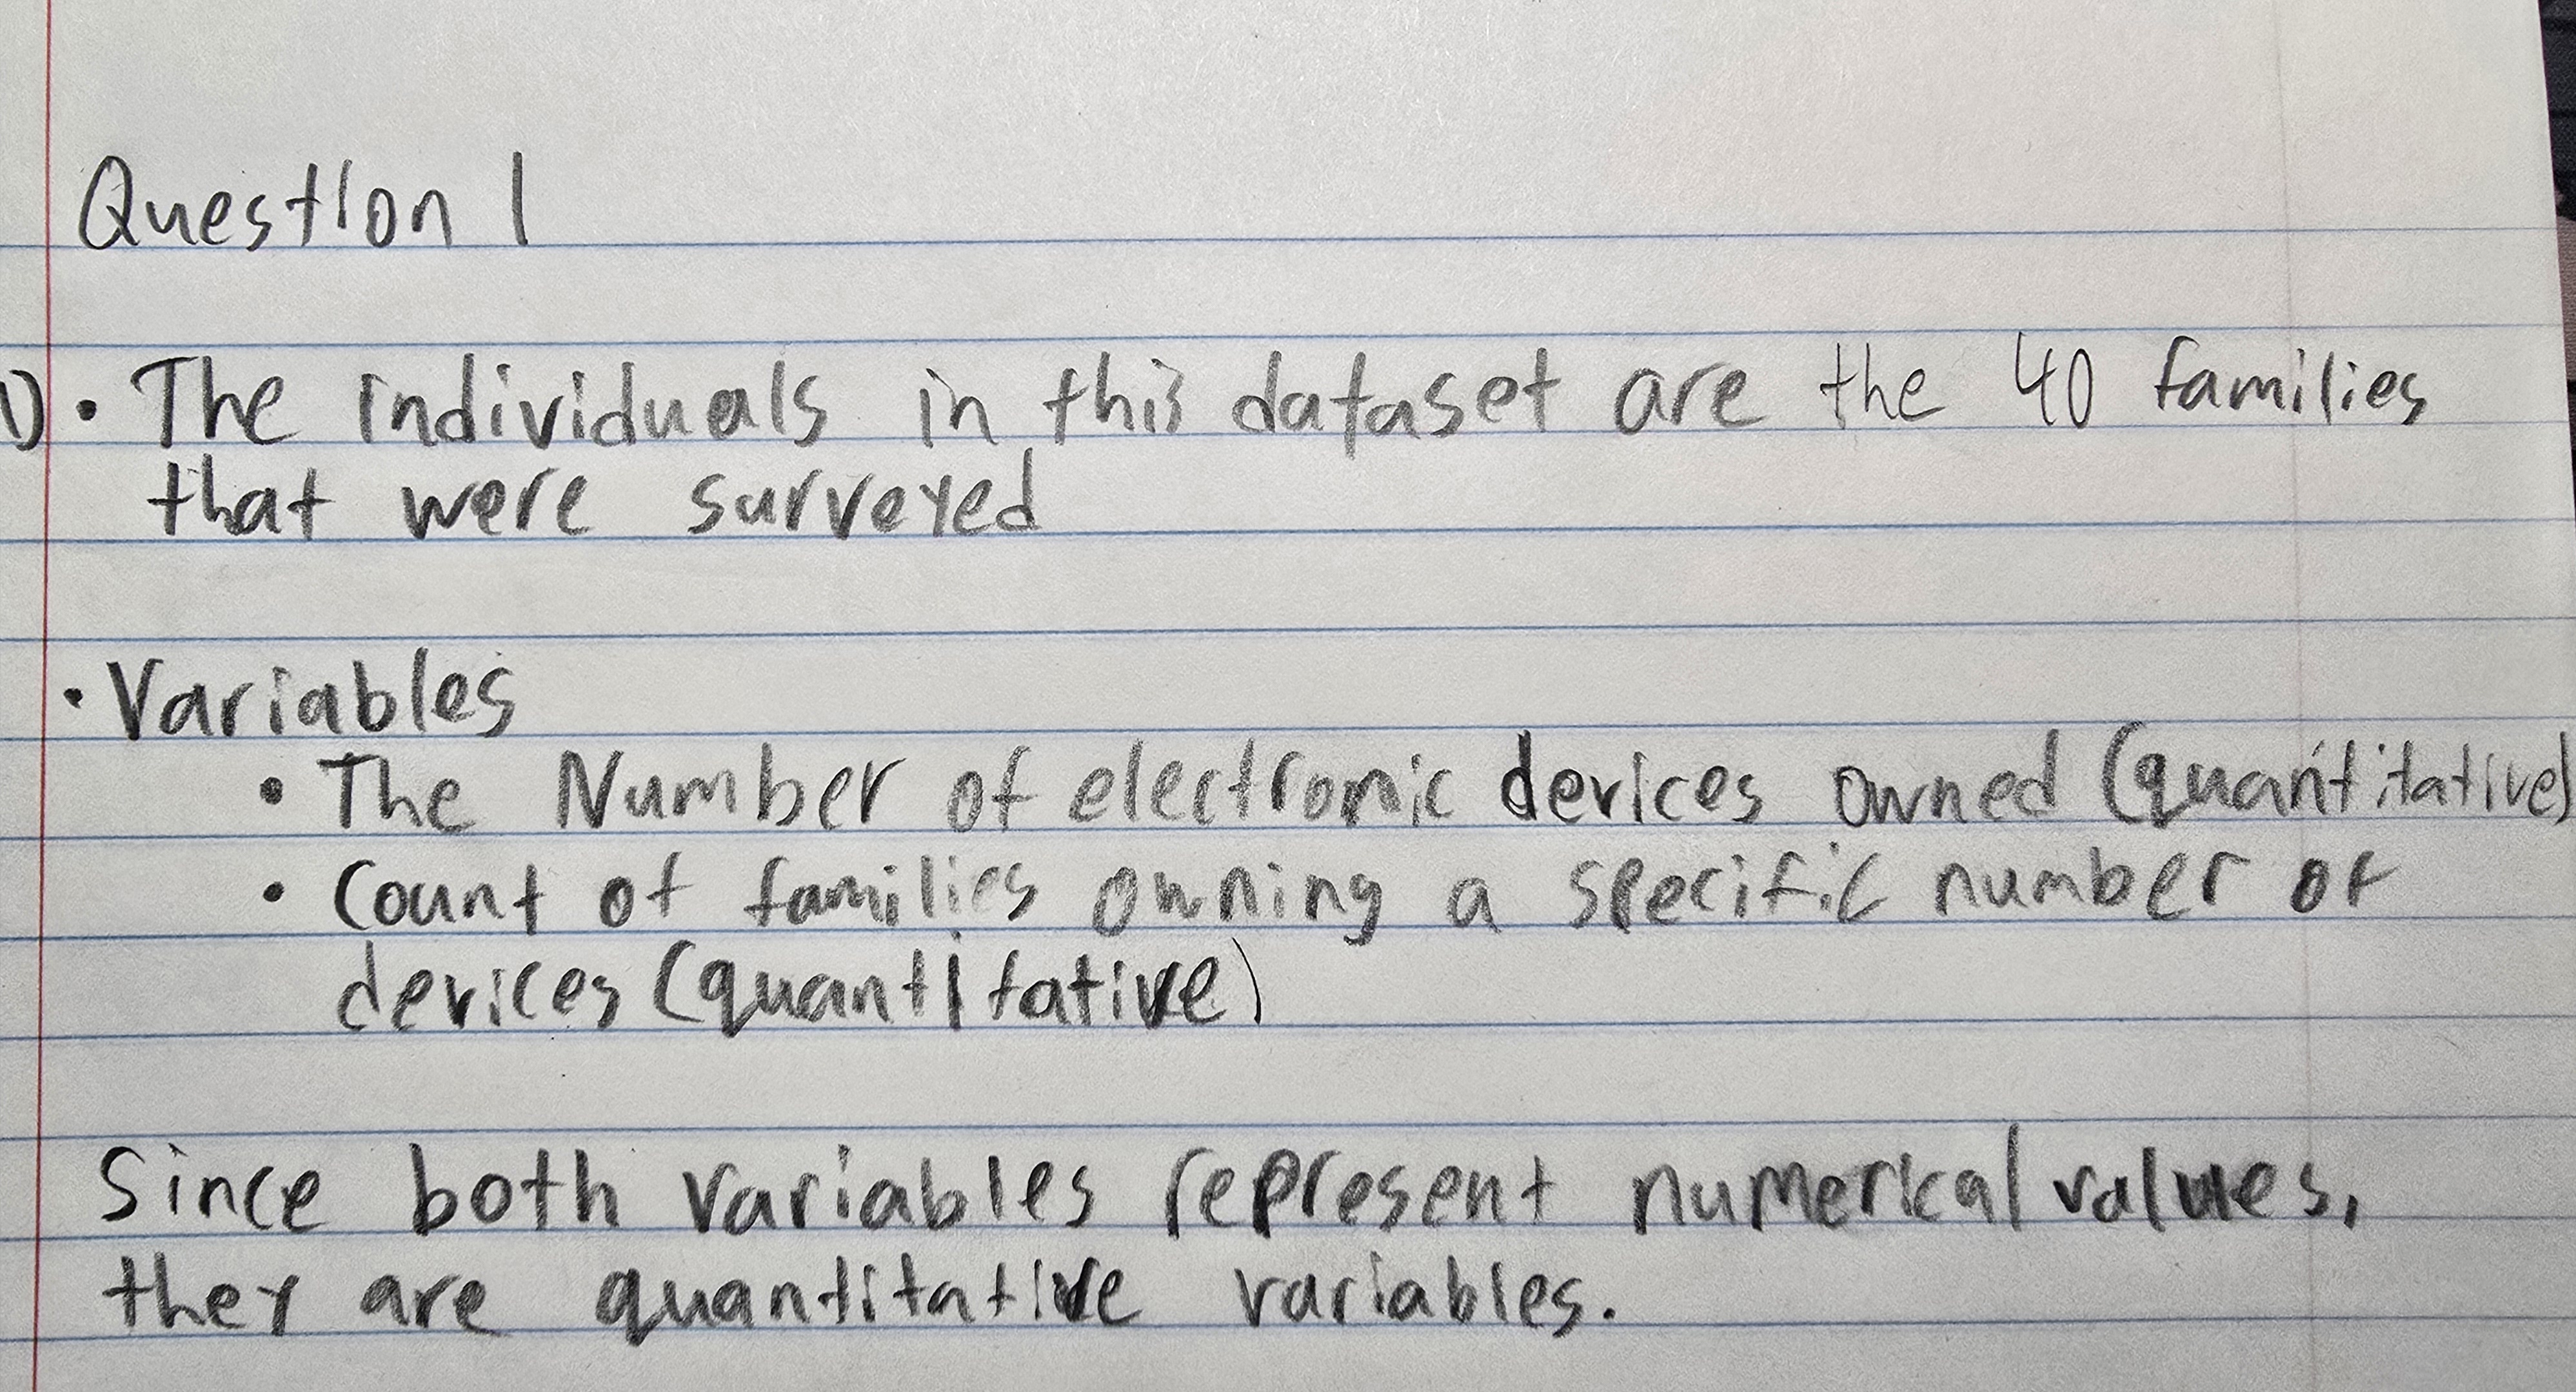 Question 1
1) • The individuals in this dataset are the 40 families
that were surveyed
• Variables
• The Number of electronic devices owned (quantitative)
• Count of families owning a specific number of
devices (quantitative)
Since both variables represent numerical values,
they are quantitative variables.